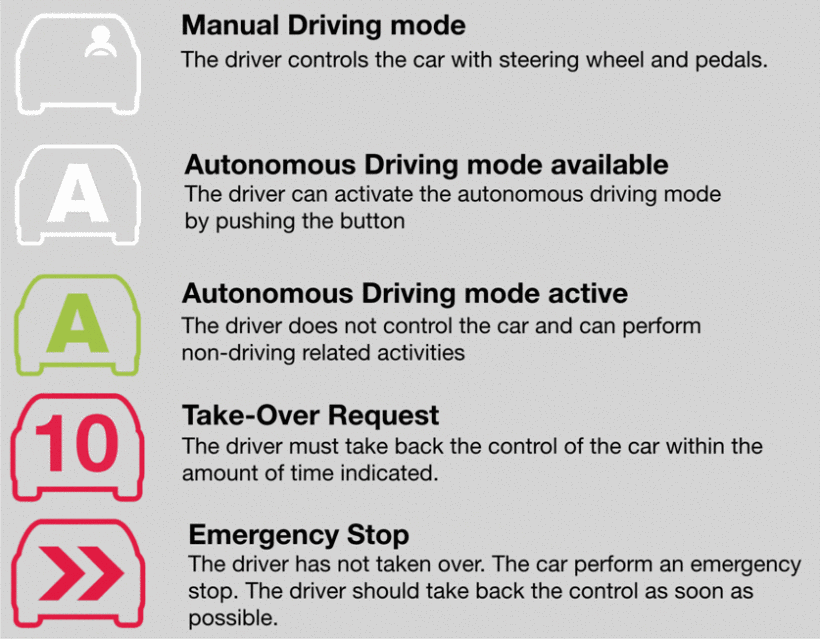 Manual Driving mode
The driver controls the car with steering wheel and pedals.
A
Autonomous Driving mode available
The driver can activate the autonomous driving mode
by pushing the button
A
Autonomous Driving mode active
The driver does not control the car and can perform
non-driving related activities
10
Take-Over Request
The driver must take back the control of the car within the
amount of time indicated.
Emergency Stop
The driver has not taken over. The car perform an emergency
stop. The driver should take back the control as soon as
possible.